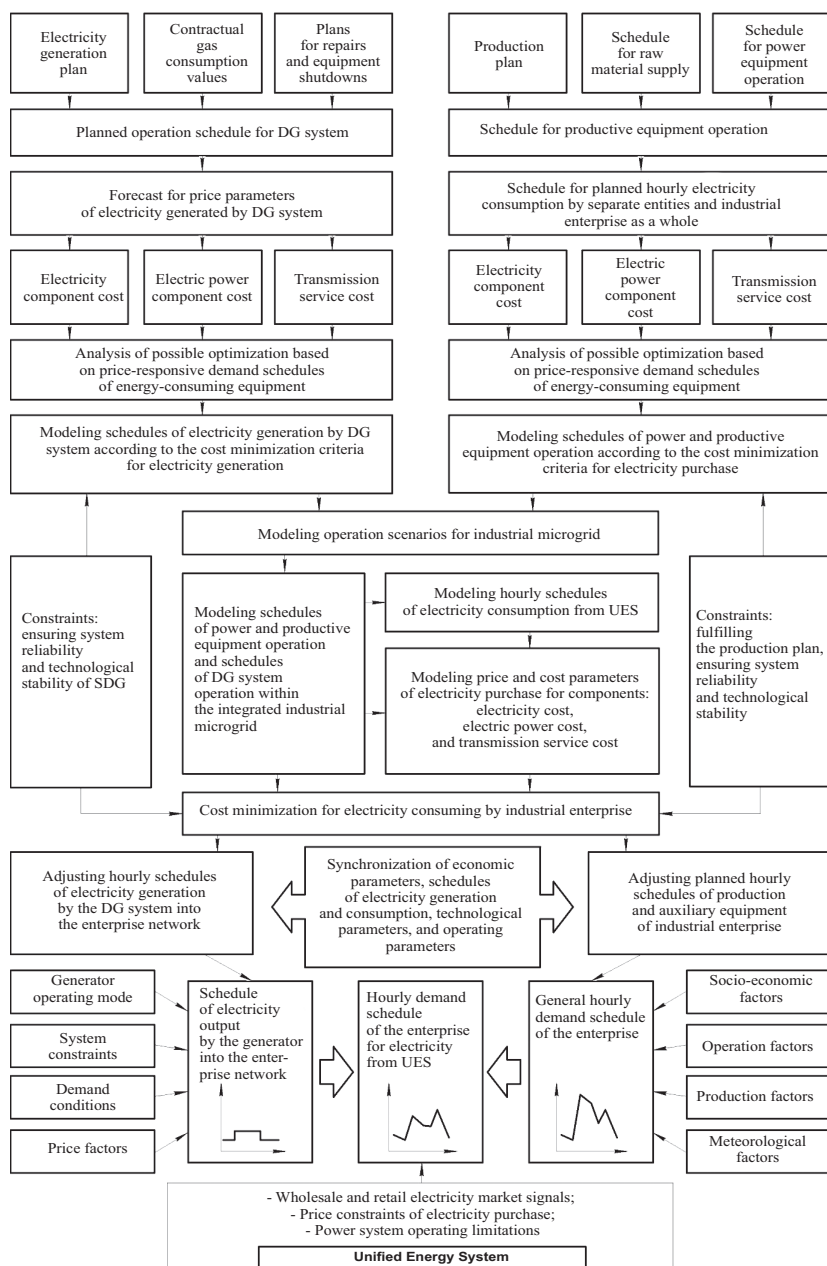 Electricity
generation plan
Contractual
gas
consumption
values
Plans
for repairs
and equipment
shutdowns
Production
plan
Schedule
for raw
material supply
Schedule
for power
equipment
operation
Planned operation schedule for DG system
Schedule for productive equipment operation
Forecast for price parameters
of electricity generated by DG system
Schedule for planned hourly electricity
consumption by separate entities and industrial
enterprise as a whole
Electricity
component cost
Electric power
component cost
Transmission
service cost
Electricity
component cost
Electric
power
component
cost
Transmission
service cost
Analysis of possible optimization based
on price-responsive demand schedules
of energy-consuming equipment
Analysis of possible optimization based
on price-responsive demand schedules
of energy-consuming equipment
Modeling schedules of electricity generation by DG
system according to the cost minimization criteria
for electricity generation
Modeling schedules of power and productive
equipment operation according to the cost minimization
criteria for electricity purchase
Modeling operation scenarios for industrial microgrid
Constraints:
ensuring system
reliability
and technological
stability of SDG
Modeling schedules
of power and productive
equipment operation
and schedules
of DG system
operation within
the integrated industrial
microgrid
Modeling hourly schedules
of electricity consumption from UES
Modeling price and cost parameters
of electricity purchase for components:
electricity cost,
electric power cost,
and transmission service cost
Constraints:
fulfilling
the production plan,
ensuring system
reliability
and technological
stability
Cost minimization for electricity consuming by industrial enterprise
Adjusting hourly schedules
of electricity generation
by the DG system into
the enterprise network
Synchronization of economic
parameters, schedules
of electricity generation
and consumption, technological
parameters, and operating
parameters
Adjusting planned hourly
schedules of production
and auxiliary equipment
of industrial enterprise
Generator
operating mode
System
constraints
Demand
conditions
Price factors
Schedule
of electricity
output
by the generator
into the enter-
prise network
Hourly demand
schedule
of the enterprise
for electricity
from UES
General hourly
demand schedule
of the enterprise
Socio-economic
factors
Operation factors
Production factors
Meteorological
factors
- Wholesale and retail electricity market signals;
- Price constraints of electricity purchase;
- Power system operating limitations
Unified Energy System